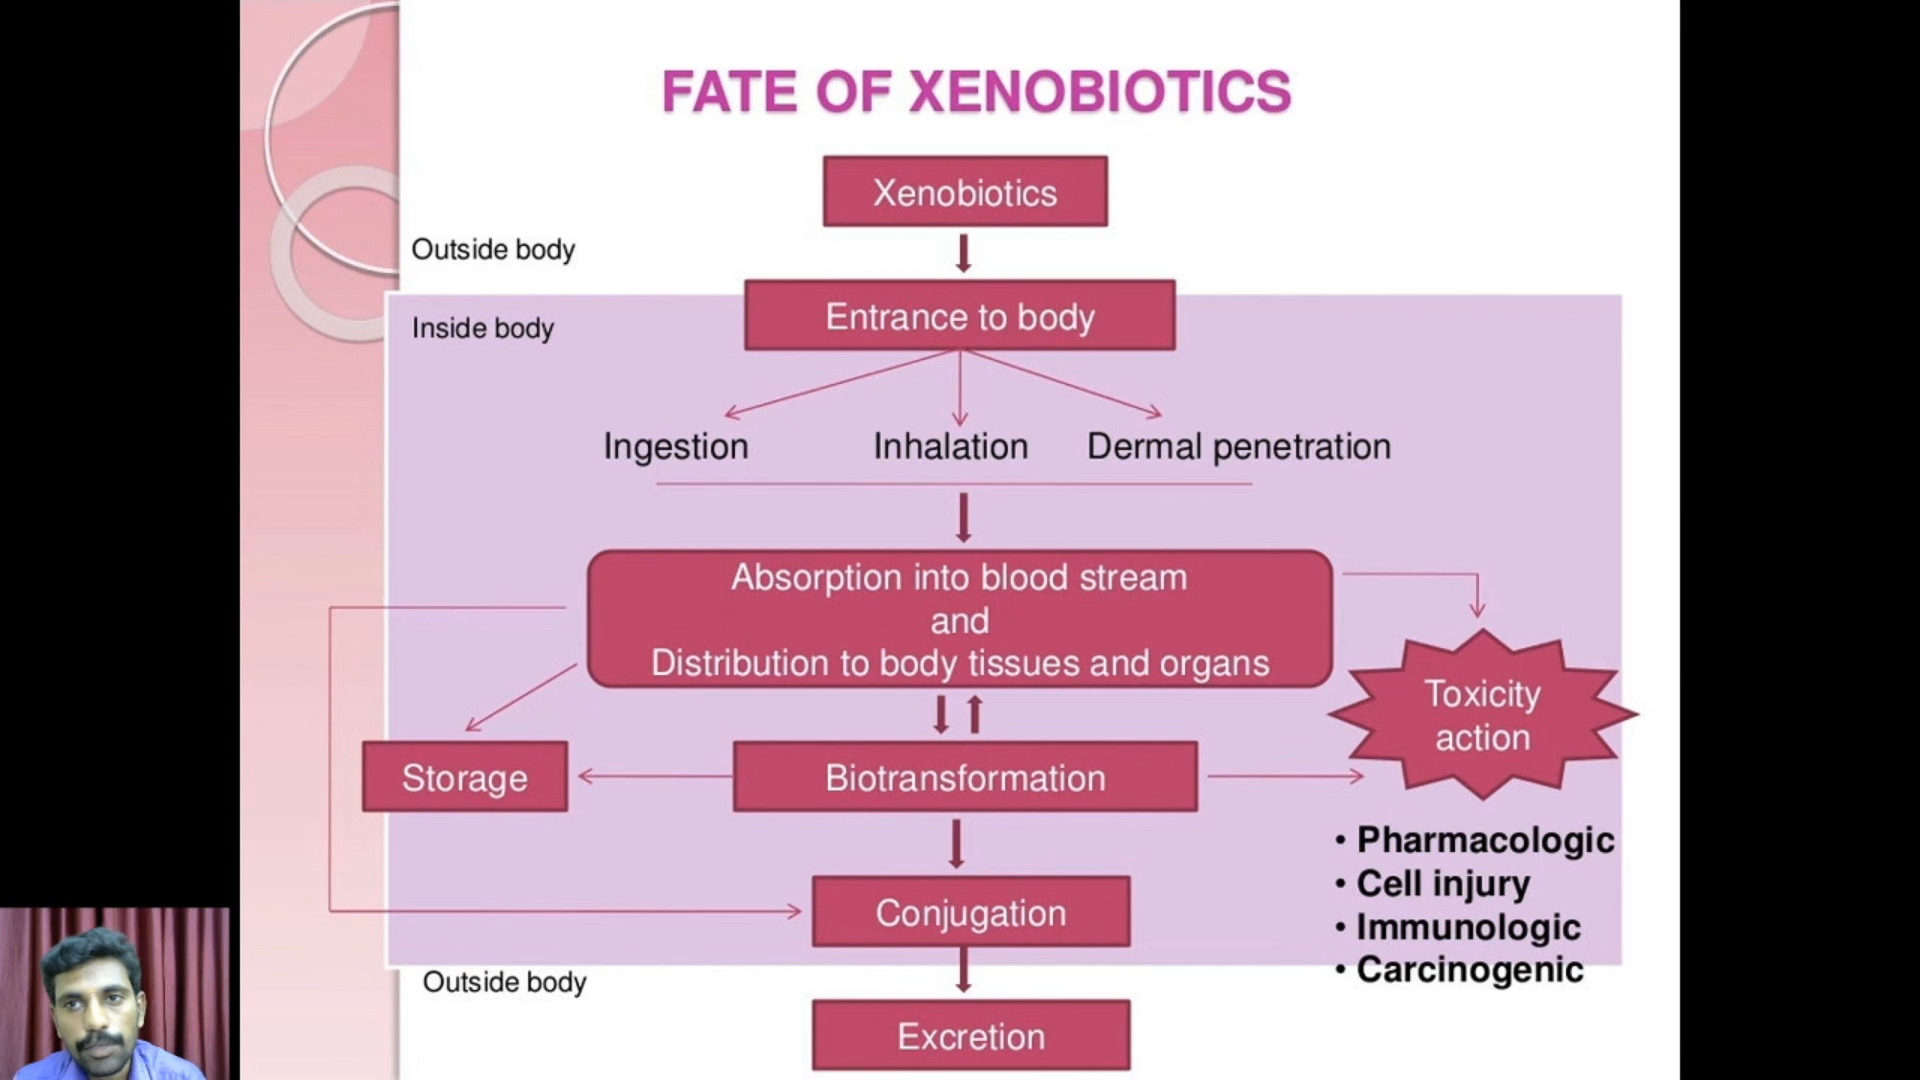 FATE OF XENOBIOTICS
Xenobiotics
Outside body
Entrance to body
Inside body
Ingestion
Inhalation
Dermal penetration
Absorption into blood stream
and
Distribution to body tissues and organs
Toxicity
action
Storage
Biotransformation
• Pharmacologic
• Cell injury
• Immunologic
• Carcinogenic
Conjugation
Outside body
Excretion